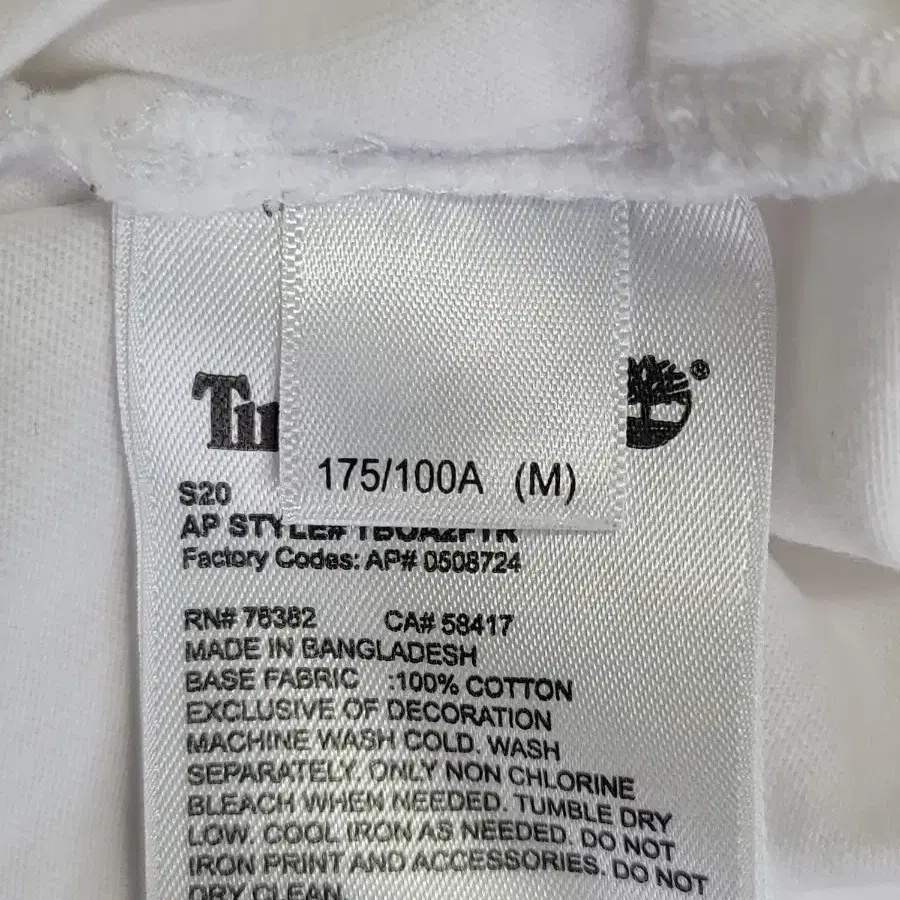 ®
175/100A (M)
S20
AP STYLE#
Factory Codes: AP# 0508724
RN# 76382 CA# 58417
MADE IN BANGLADESH
BASE FABRIC :100% COTTON
EXCLUSIVE OF DECORATION
MACHINE WASH COLD. WASH
SEPARATELY. ONLY NON CHLORINE
BLEACH WHEN NEEDED. TUMBLE DRY
LOW. COOL IRON AS NEEDED. DO NOT
IRON PRINT AND ACCESSORIES. DO NOT
DRY CLEAN.